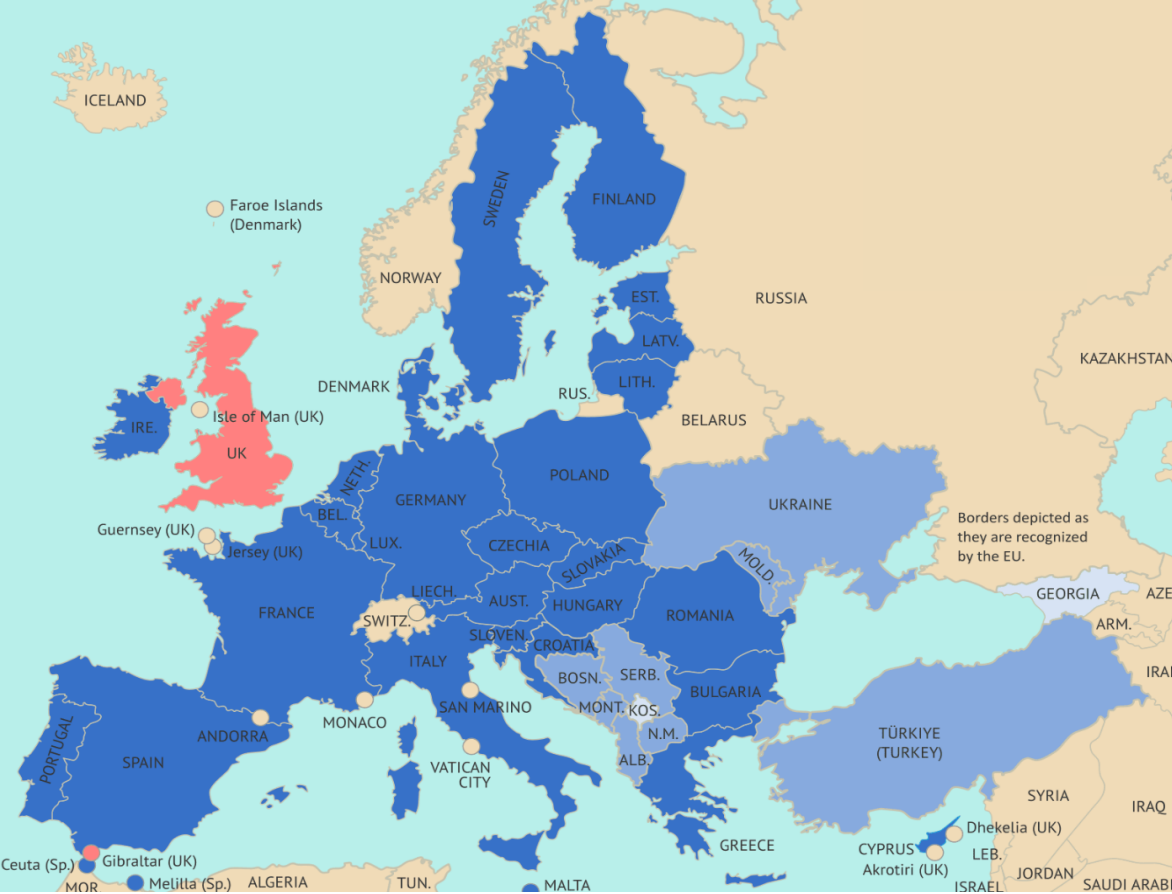 ICELAND
Faroe Islands
(Denmark)
SWEDEN
FINLAND
NORWAY
RUSSIA
EST.
LATV.
KAZAKHSTAN
DENMARK
LITH.
RUS.
Isle of Man (UK)
BELARUS
IRE.
UK
NETH.
POLAND
GERMANY
UKRAINE
BEL.
Guernsey (UK)
Borders depicted as
they are recognized
by the EU.
LUX.
CZECHIA
Jersey (UK)
SLOVAKIA
MOLD.
LIECH.
GEORGIA
AZE
AUST.
HUNGARY
FRANCE
ROMANIA
SWITZ.
ARM.
SLOVEN.
CROATIA
ITALY
IRA
SERB.
BOSN.
BULGARIA
SAN MARINO
MONT.
KOS.
MONACO
ANDORRA
N.M.
TÜRKIYE
(TURKEY)
PORTUGAL
SPAIN
ALB.
VATICAN
CITY
SYRIA
IRAQ
Dhekelia (UK)
GREECE
CYPRUS
LEB.
Ceuta (Sp.)
Gibraltar (UK)
Akrotiri (UK)
JORDAN
MOR.
Melilla (Sp.)
ALGERIA
TUN.
MALTA
ISRAEL
SAUDI ARAB